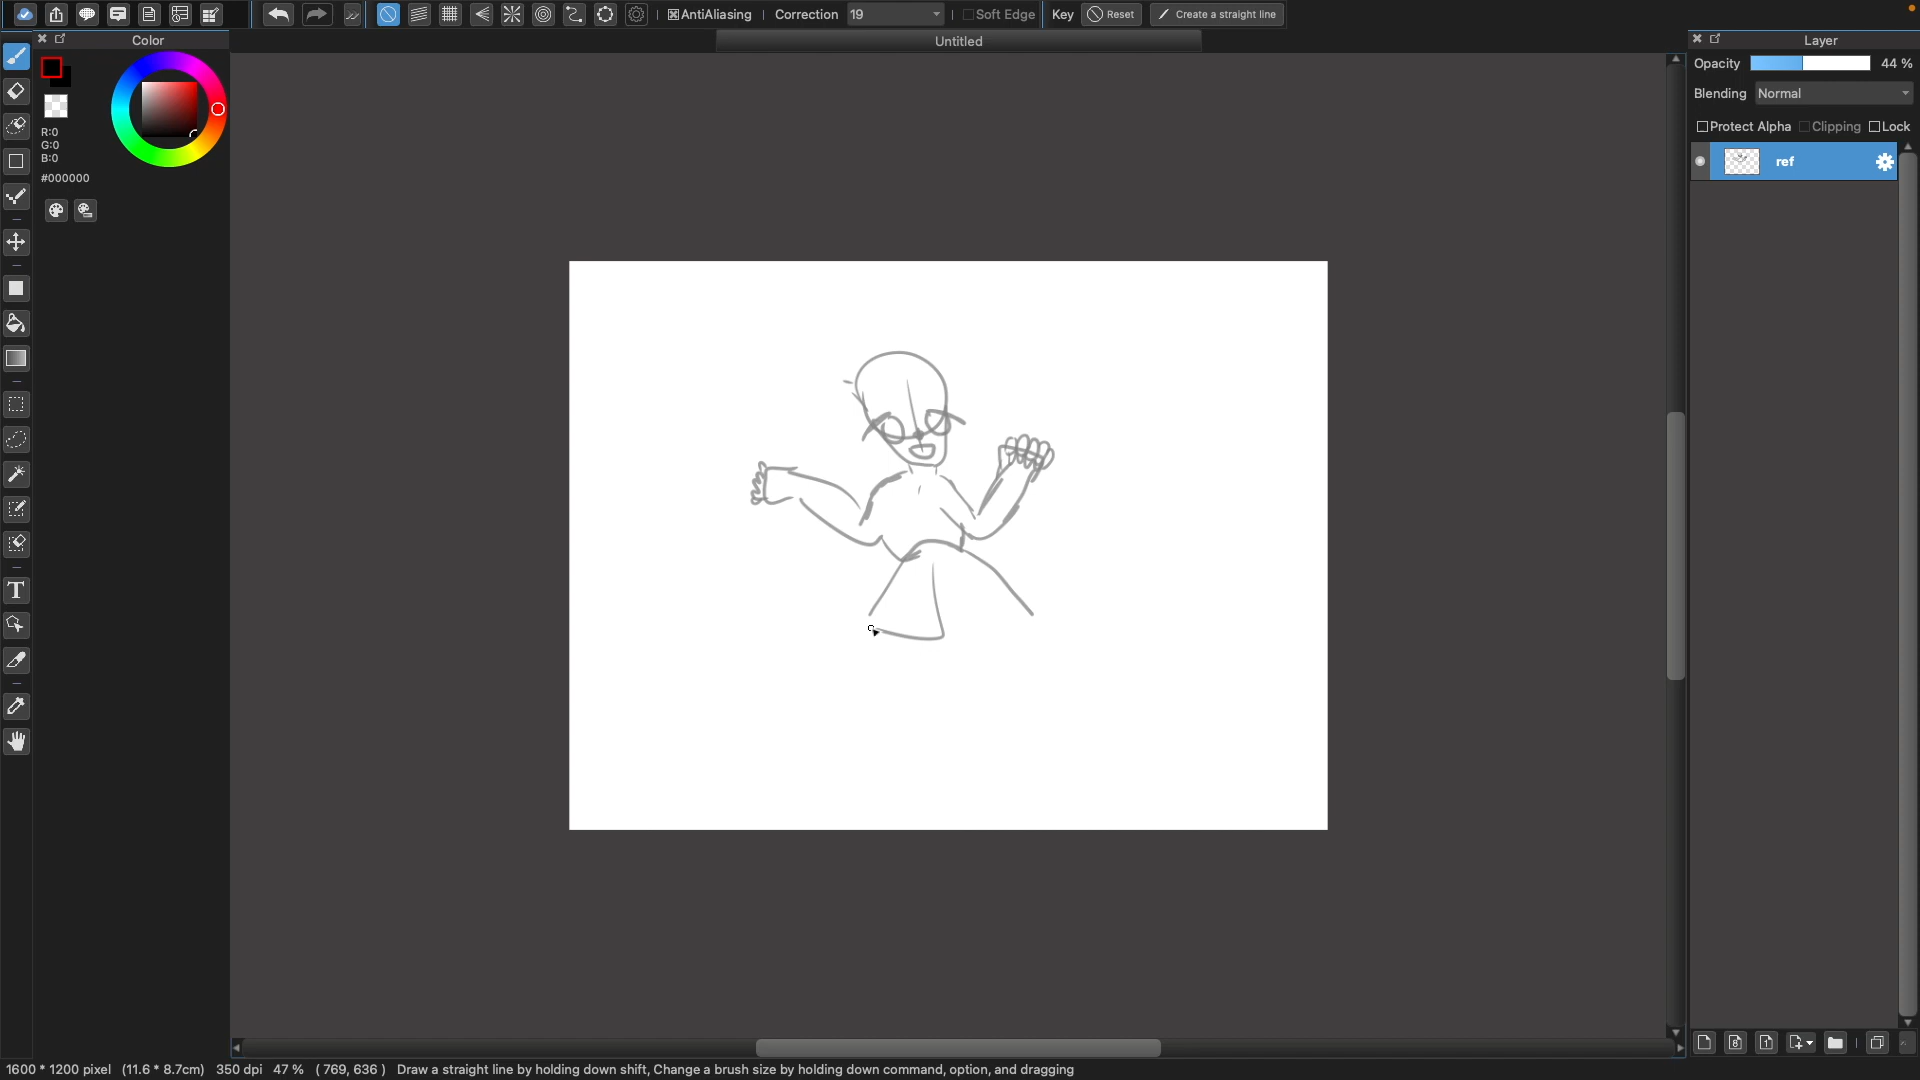 AntiAliasing Correction 19 Soft Edge Key Reset Create a straight line
Color
Untitled
Layer
R:0
G:0
B:0
#000000
Opacity 44 %
Blending Normal
Protect Alpha Clipping Lock
ref
T
8
1
1600 * 1200 pixel (11.6 * 8.7cm) 350 dpi 47 % ( 769, 636 ) Draw a straight line by holding down shift, Change a brush size by holding down command, option, and dragging